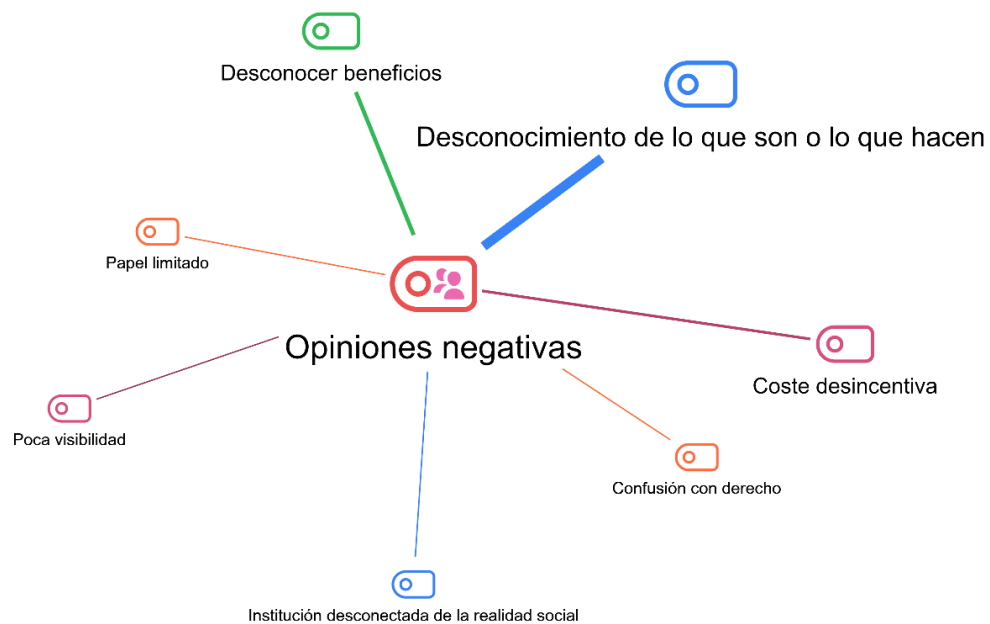 Desconocer beneficios
Desconocimiento de lo que son o lo que hacen
Papel limitado
Opiniones negativas
Coste desincentiva
Poca visibilidad
Confusión con derecho
Institución desconectada de la realidad social